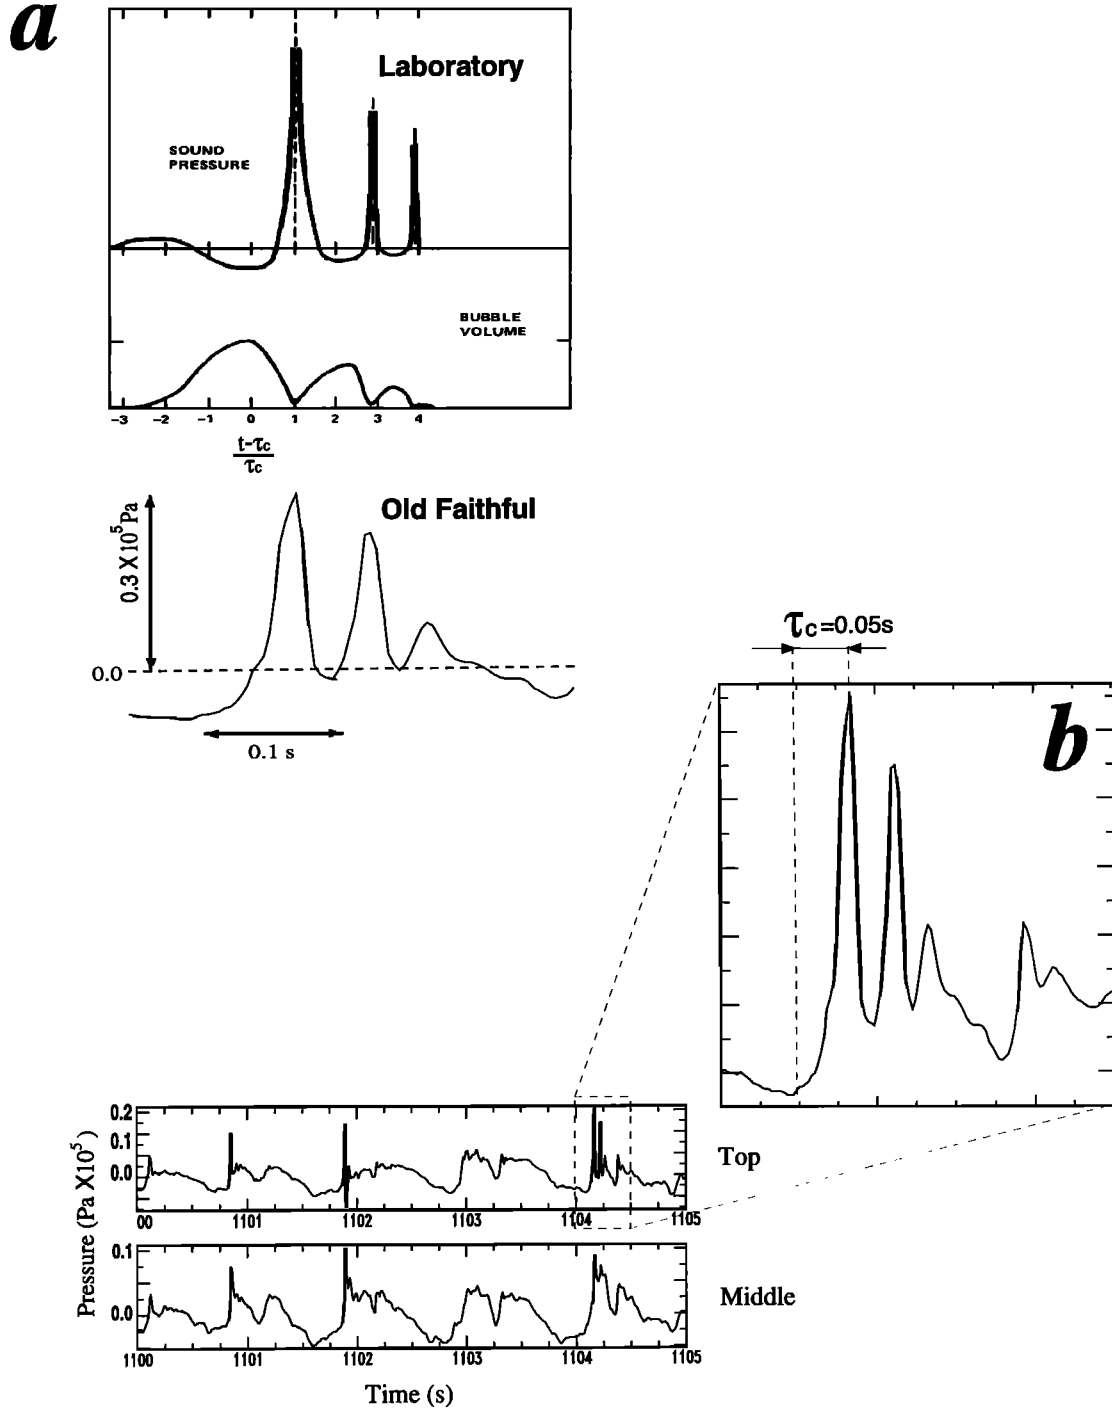 a
Laboratory
SOUND
PRESSURE
BUBBLE
VOLUME
-3 -2 -1 0 1 2 3 4
t-τc
τc
Old Faithful
0.3 X10^5 Pa
0.0
0.1 s
τc=0.05s
b
0.2
0.1
0.0
00 1101 1102 1103 1104 1105
Top
Pressure (Pa X10^5)
0.1
0.0
1100 1101 1102 1103 1104 1105
Middle
Time (s)